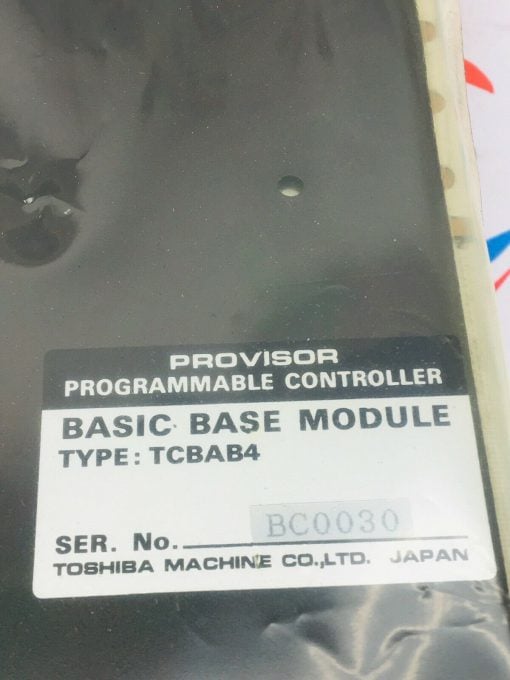 PROVISOR
PROGRAMMABLE CONTROLLER
BASIC BASE MODULE
TYPE: TCBAB4
SER. No. BC0030
TOSHIBA MACHINE CO.,LTD. JAPAN